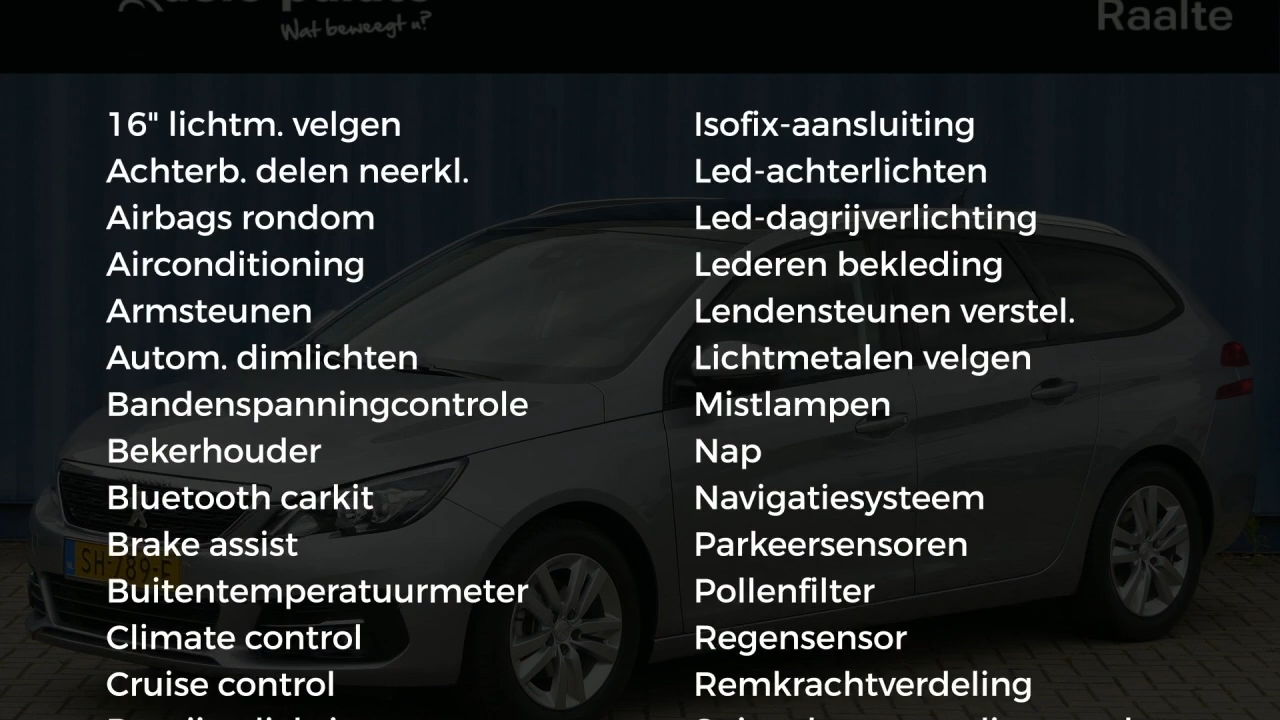 Wat beweegt u?
Raalte
16" lichtm. velgen
Achterb. delen neerkl.
Airbags rondom
Airconditioning
Armsteunen
Autom. dimlichten
Bandenspanningcontrole
Bekerhouder
Bluetooth carkit
Brake assist
Buitentemperatuurmeter
Climate control
Cruise control
Isofix-aansluiting
Led-achterlichten
Led-dagrijverlichting
Lederen bekleding
Lendensteunen verstel.
Lichtmetalen velgen
Mistlampen
Nap
Navigatiesysteem
Parkeersensoren
Pollenfilter
Regensensor
Remkrachtverdeling
SH-789-F